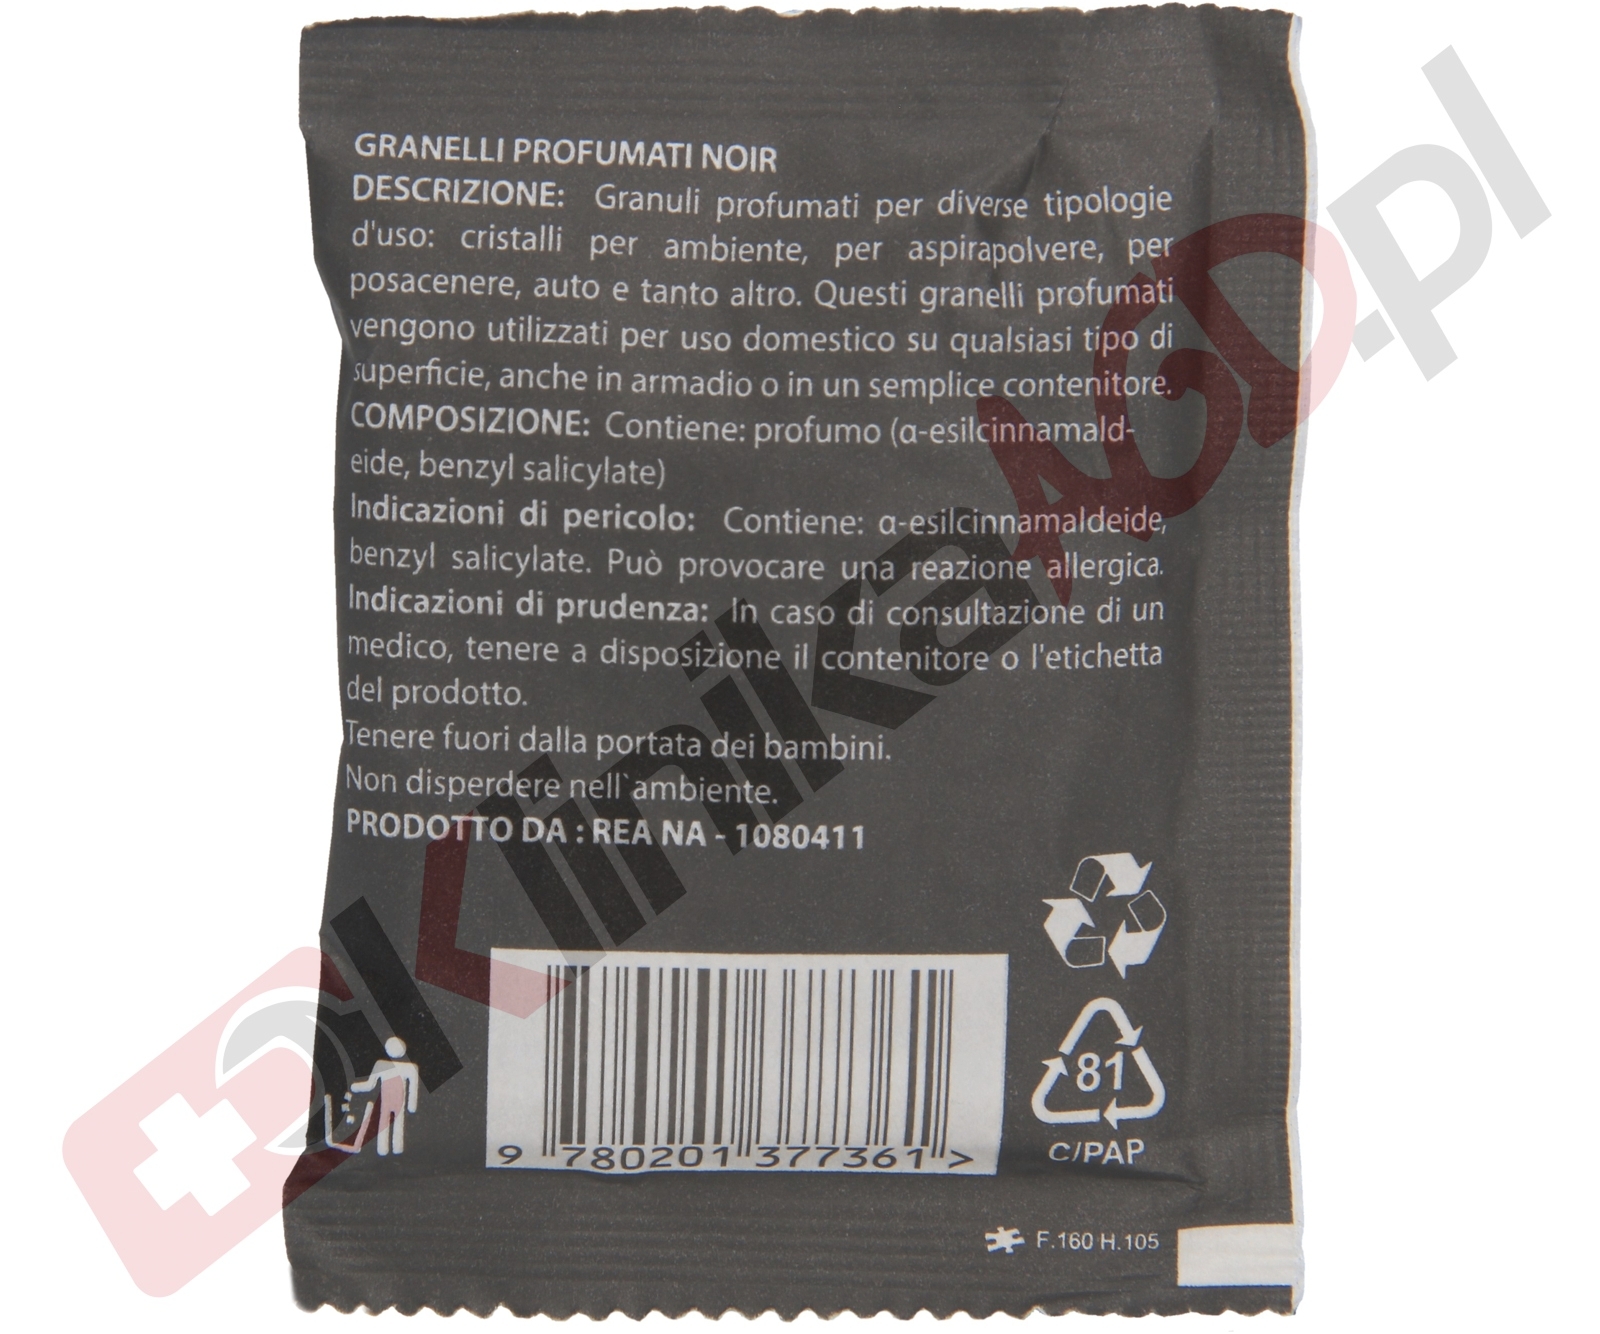 GRANELLI PROFUMATI NOIR
DESCRIZIONE: Granuli profumati per diverse tipologie
d'uso: cristalli per ambiente, per aspirapolvere, per
posacenere, auto e tanto altro. Questi granelli profumati
vengono utilizzati per uso domestico su qualsiasi tipo di
superficie, anche in armadio o in un semplice contenitore.
COMPOSIZIONE: Contiene: profumo (α-esilcinnamald-
eide, benzyl salicylate)
Indicazioni di pericolo: Contiene: α-esilcinnamaldeide,
benzyl salicylate. Può provocare una reazione allergica.
Indicazioni di prudenza: In caso di consultazione di un
medico, tenere a disposizione il contenitore o l'etichetta
del prodotto.
Tenere fuori dalla portata dei bambini.
Non disperdere nell`ambiente.
PRODOTTO DA : REA NA - 1080411
9 780201 377361 >
81
C/PAP
F.160 H.105
KlinikaAGD.pl